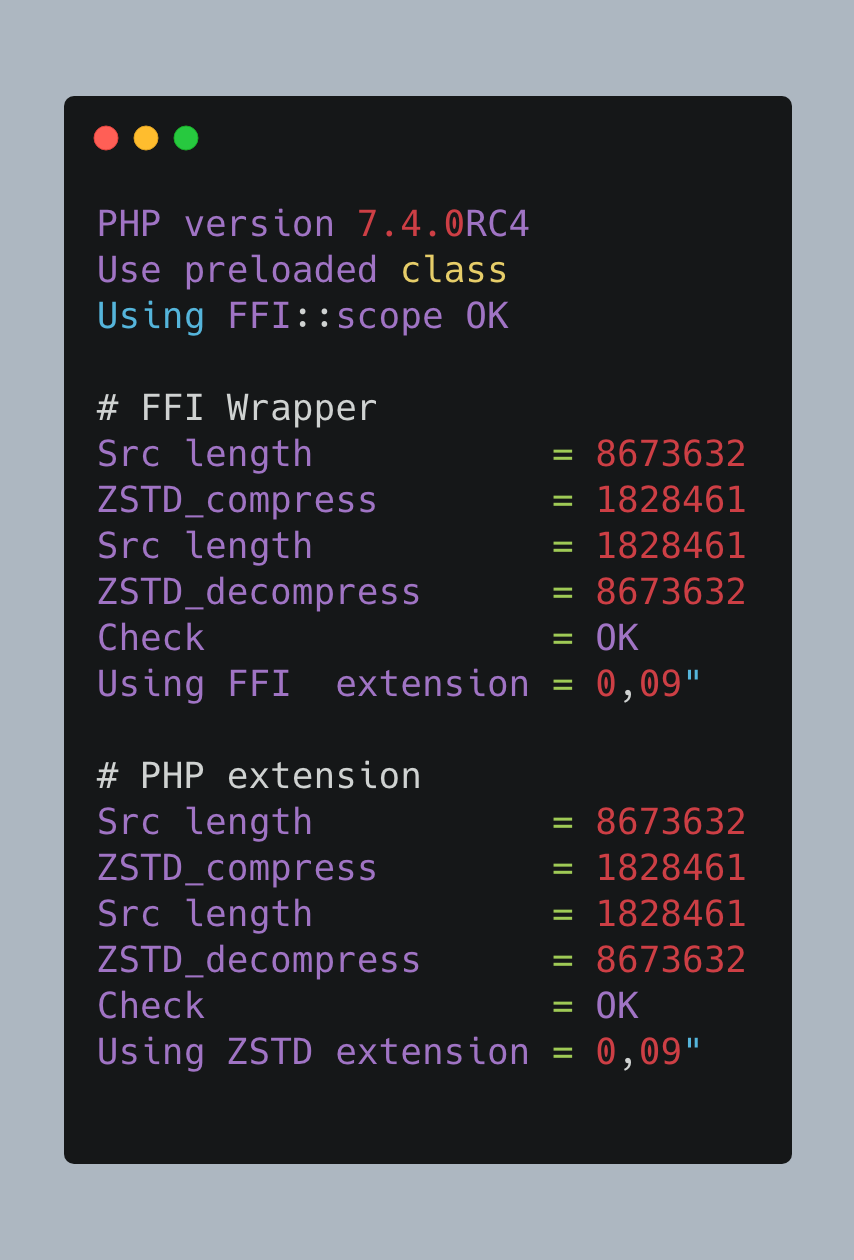 PHP version 7.4.0RC4
Use preloaded class
Using FFI::scope OK

# FFI Wrapper
Src length           = 8673632
ZSTD_compress        = 1828461
Src length           = 1828461
ZSTD_decompress      = 8673632
Check                = OK
Using FFI  extension = 0,09"

# PHP extension
Src length           = 8673632
ZSTD_compress        = 1828461
Src length           = 1828461
ZSTD_decompress      = 8673632
Check                = OK
Using ZSTD extension = 0,09"